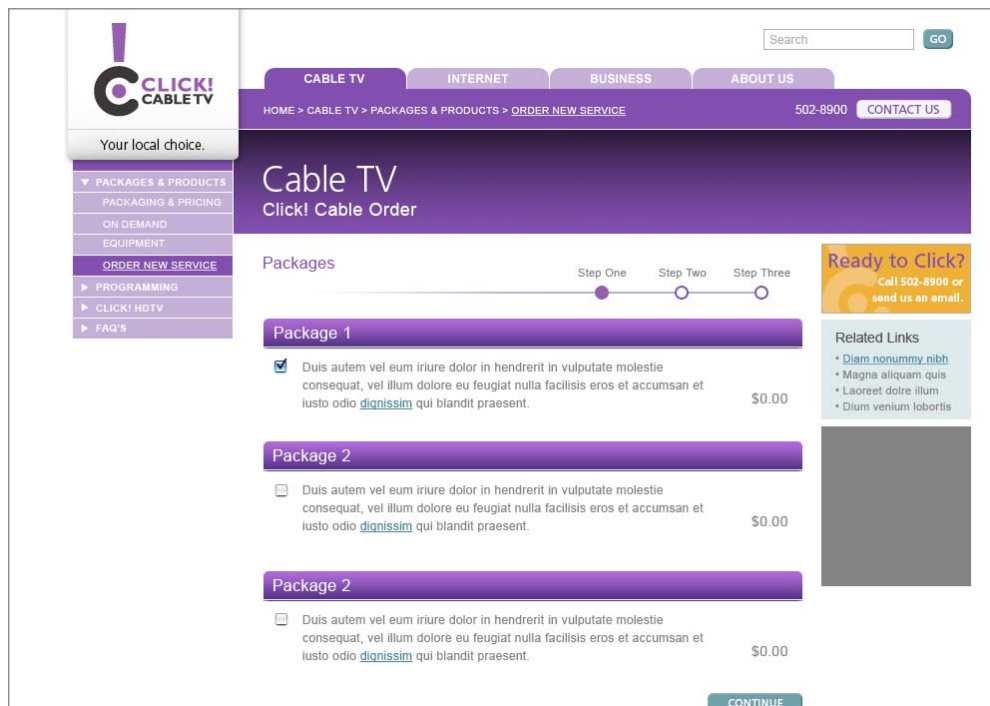 CLICK!
CABLE TV
Your local choice.
Search
GO
CABLE TV
INTERNET
BUSINESS
ABOUT US
HOME > CABLE TV > PACKAGES & PRODUCTS > ORDER NEW SERVICE
502-8900
CONTACT US
Cable TV
Click! Cable Order
PACKAGES & PRODUCTS
PACKAGING & PRICING
ON DEMAND
EQUIPMENT
ORDER NEW SERVICE
PROGRAMMING
CLICK! HDTV
FAQ'S
Packages
Step One
Step Two
Step Three
Package 1
Duis autem vel eum iriure dolor in hendrerit in vulputate molestie
consequat, vel illum dolore eu feugiat nulla facilisis eros et accumsan et
iusto odio dignissim qui blandit praesent.
$0.00
Package 2
Duis autem vel eum iriure dolor in hendrerit in vulputate molestie
consequat, vel illum dolore eu feugiat nulla facilisis eros et accumsan et
iusto odio dignissim qui blandit praesent.
$0.00
Package 2
Duis autem vel eum iriure dolor in hendrerit in vulputate molestie
consequat, vel illum dolore eu feugiat nulla facilisis eros et accumsan et
iusto odio dignissim qui blandit praesent.
$0.00
CONTINUE
Ready to Click?
Call 502-8900 or
send us an email.
Related Links
• Diam nonummy nibh
• Magna aliquam quis
• Laoreet dolre illum
• Dium venium lobortis